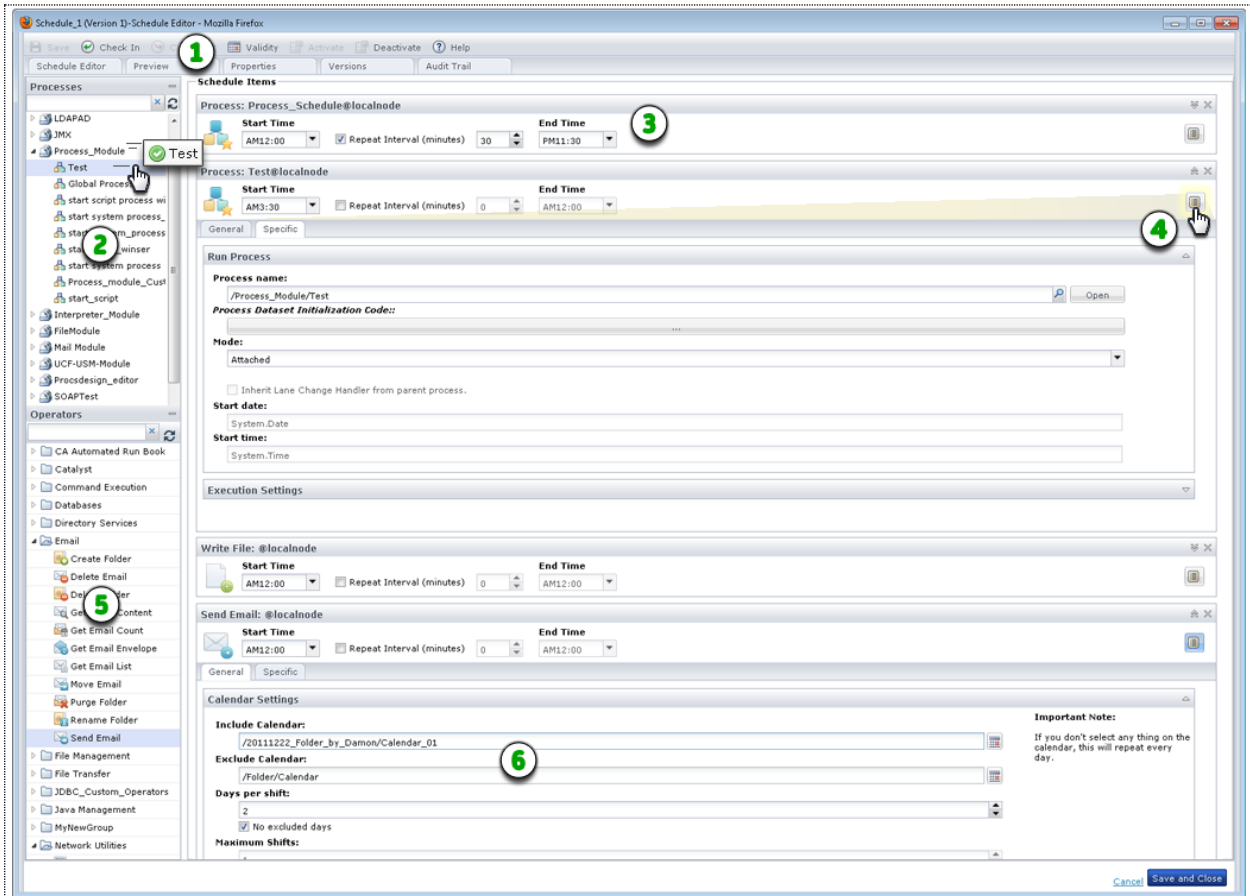 Schedule_1 (Version 1)-Schedule Editor - Mozilla Firefox
Save Check In 1 Validity Activate Deactivate Help
Schedule Editor Preview Properties Versions Audit Trail
Processes
LDAPAD
JMX
Process_Module
Test
Test
Global Process
start script process wi
start system process_
2
start system process
Process_module_Cust
start_script
Interpreter_Module
FileModule
Mail Module
UCF-USM-Module
Procsdesign_editor
SOAPTest
Operators
CA Automated Run Book
Catalyst
Command Execution
Databases
Directory Services
Email
Create Folder
Delete Email
5
Get Email Count
Get Email Envelope
Get Email List
Move Email
Purge Folder
Rename Folder
Send Email
File Management
File Transfer
JDBC_Custom_Operators
Java Management
MyNewGroup
Network Utilities
Schedule Items
Process: Process_Schedule@localnode
Start Time End Time 3
AM12:00 Repeat Interval (minutes) 30 PM11:30
Process: Test@localnode
Start Time End Time
AM3:30 Repeat Interval (minutes) 0 AM12:00
4
General Specific
Run Process
Process name:
/Process_Module/Test Open
Process Dataset Initialization Code::
...
Mode:
Attached
Inherit Lane Change Handler from parent process.
Start date:
System.Date
Start time:
System.Time
Execution Settings
Write File: @localnode
Start Time End Time
AM12:00 Repeat Interval (minutes) 0 AM12:00
Send Email: @localnode
Start Time End Time
AM12:00 Repeat Interval (minutes) 0 AM12:00
General Specific
Calendar Settings
Include Calendar:
/20111222_Folder_by_Damon/Calendar_01
Exclude Calendar:
/Folder/Calendar
6
Days per shift:
2
No excluded days
Maximum Shifts:
Important Note:
If you don't select any thing on the
calendar, this will repeat every
day.
Cancel Save and Close